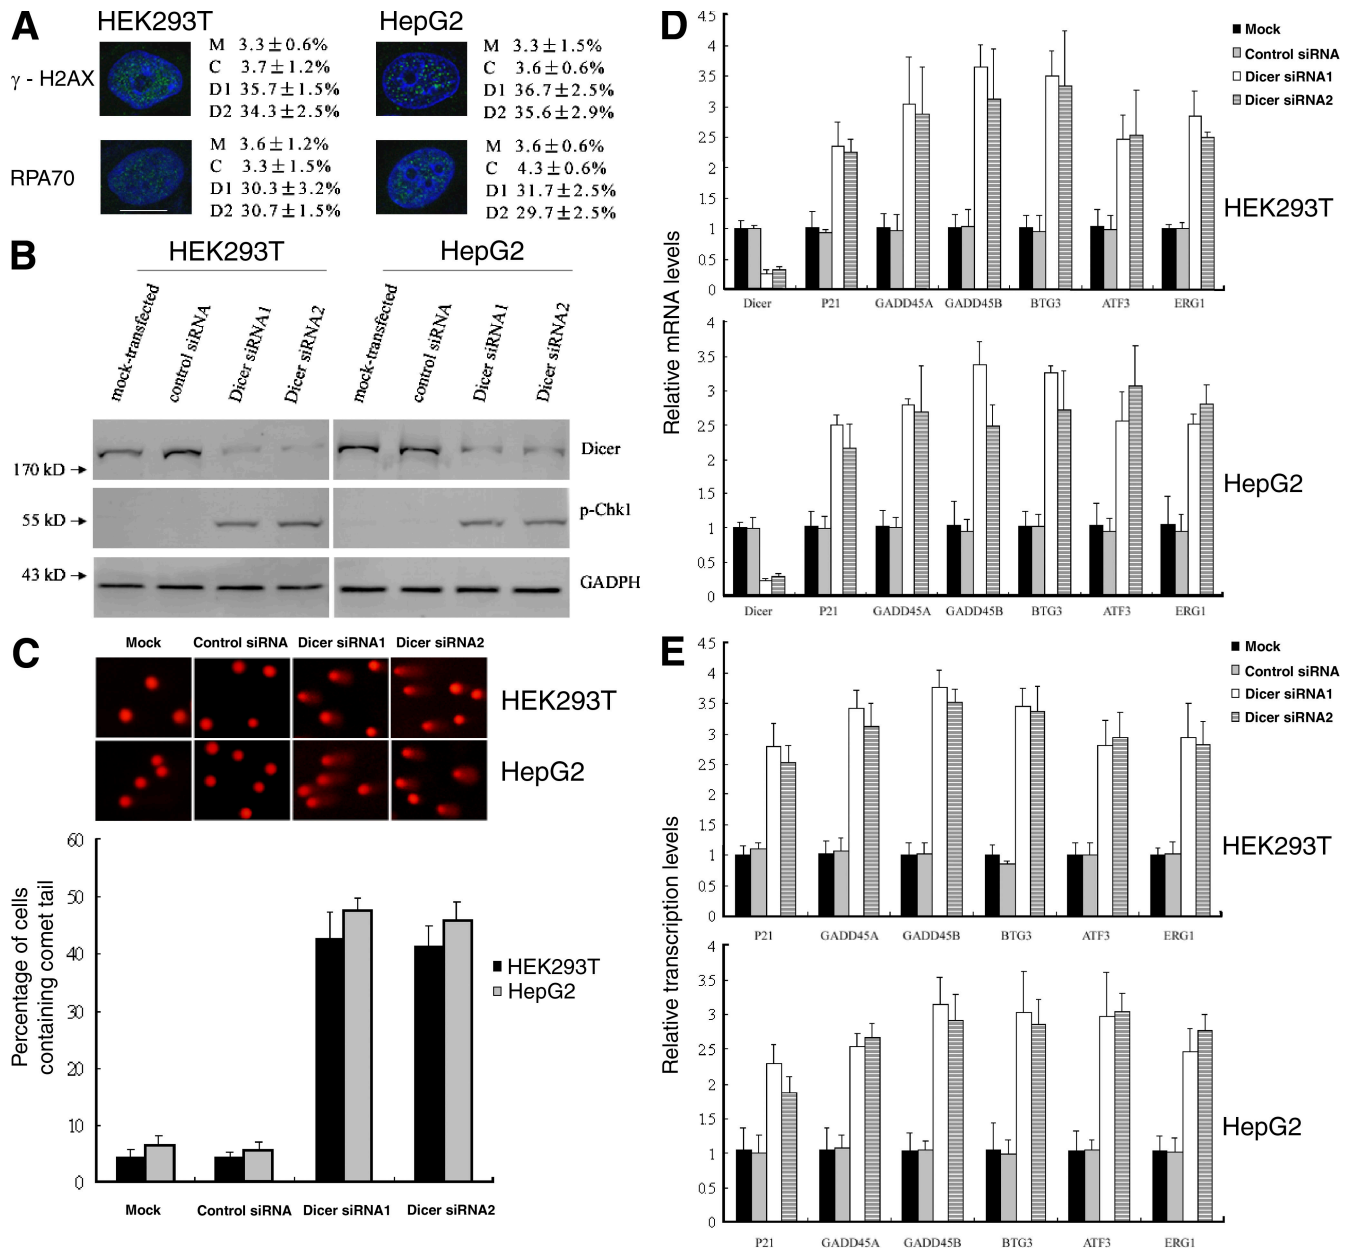 A
HEK293T
HepG2
γ - H2AX
M 3.3 ± 0.6%
C 3.7 ± 1.2%
D1 35.7 ± 1.5%
D2 34.3 ± 2.5%
M 3.3 ± 1.5%
C 3.6 ± 0.6%
D1 36.7 ± 2.5%
D2 35.6 ± 2.9%
RPA70
M 3.6 ± 1.2%
C 3.3 ± 1.5%
D1 30.3 ± 3.2%
D2 30.7 ± 1.5%
M 3.6 ± 0.6%
C 4.3 ± 0.6%
D1 31.7 ± 2.5%
D2 29.7 ± 2.5%
B
HEK293T
HepG2
mock-transfected
control siRNA
Dicer siRNA1
Dicer siRNA2
mock-transfected
control siRNA
Dicer siRNA1
Dicer siRNA2
170 kD
Dicer
55 kD
p-Chk1
43 kD
GADPH
C
Mock Control siRNA Dicer siRNA1 Dicer siRNA2
HEK293T
HepG2
Percentage of cells
containing comet tail
60
50
40
30
20
10
0
HEK293T
HepG2
Mock Control siRNA Dicer siRNA1 Dicer siRNA2
D
Relative mRNA levels
4.5
4
3.5
3
2.5
2
1.5
1
0.5
0
Mock
Control siRNA
Dicer siRNA1
Dicer siRNA2
HEK293T
Dicer P21 GADD45A GADD45B BTG3 ATF3 ERG1
4
3.5
3
2.5
2
1.5
1
0.5
0
HepG2
Dicer P21 GADD45A GADD45B BTG3 ATF3 ERG1
E
Relative transcription levels
4.5
4
3.5
3
2.5
2
1.5
1
0.5
0
Mock
Control siRNA
Dicer siRNA1
Dicer siRNA2
HEK293T
P21 GADD45A GADD45B BTG3 ATF3 ERG1
4
3.5
3
2.5
2
1.5
1
0.5
0
HepG2
P21 GADD45A GADD45B BTG3 ATF3 ERG1